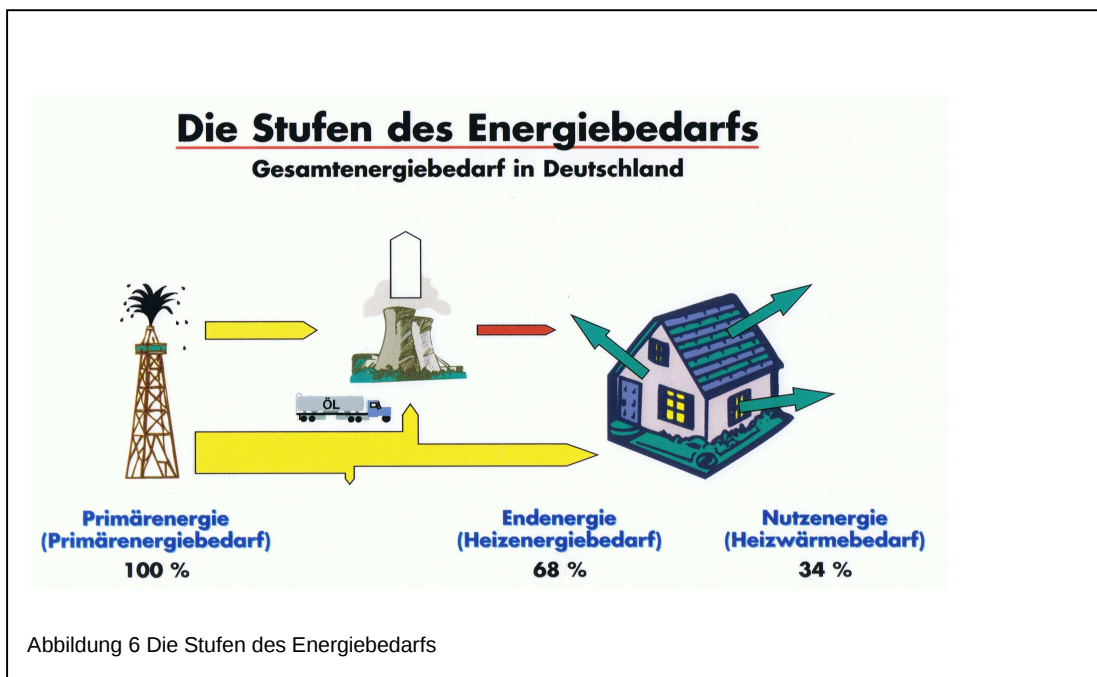 Die Stufen des Energiebedarfs
Gesamtenergiebedarf in Deutschland
ÖL
Primärenergie
(Primärenergiebedarf)
100 %
Endenergie
(Heizenergiebedarf)
68 %
Nutzenergie
(Heizwärmebedarf)
34 %
Abbildung 6 Die Stufen des Energiebedarfs